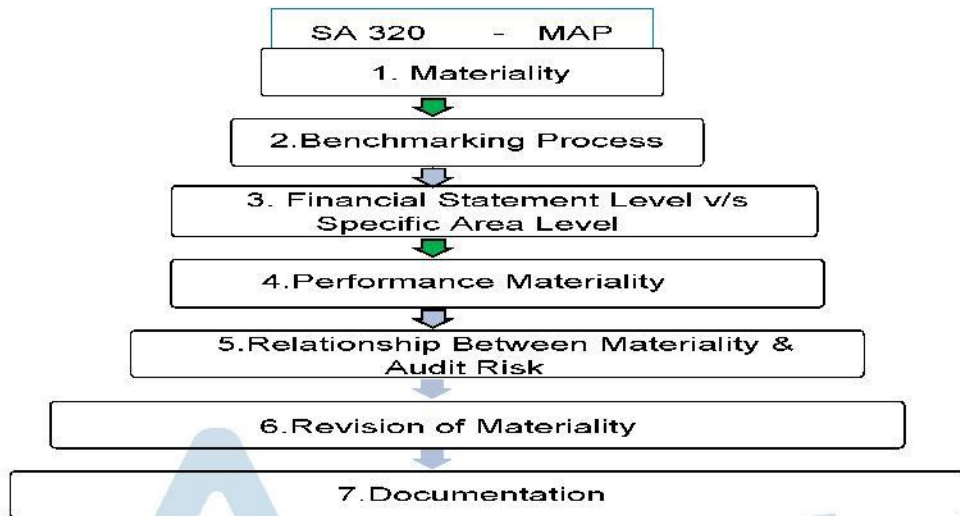 SA 320 - MAP
1. Materiality
2.Benchmarking Process
3. Financial Statement Level v/s
Specific Area Level
4.Performance Materiality
5.Relationship Between Materiality &
Audit Risk
6.Revision of Materiality
7.Documentation